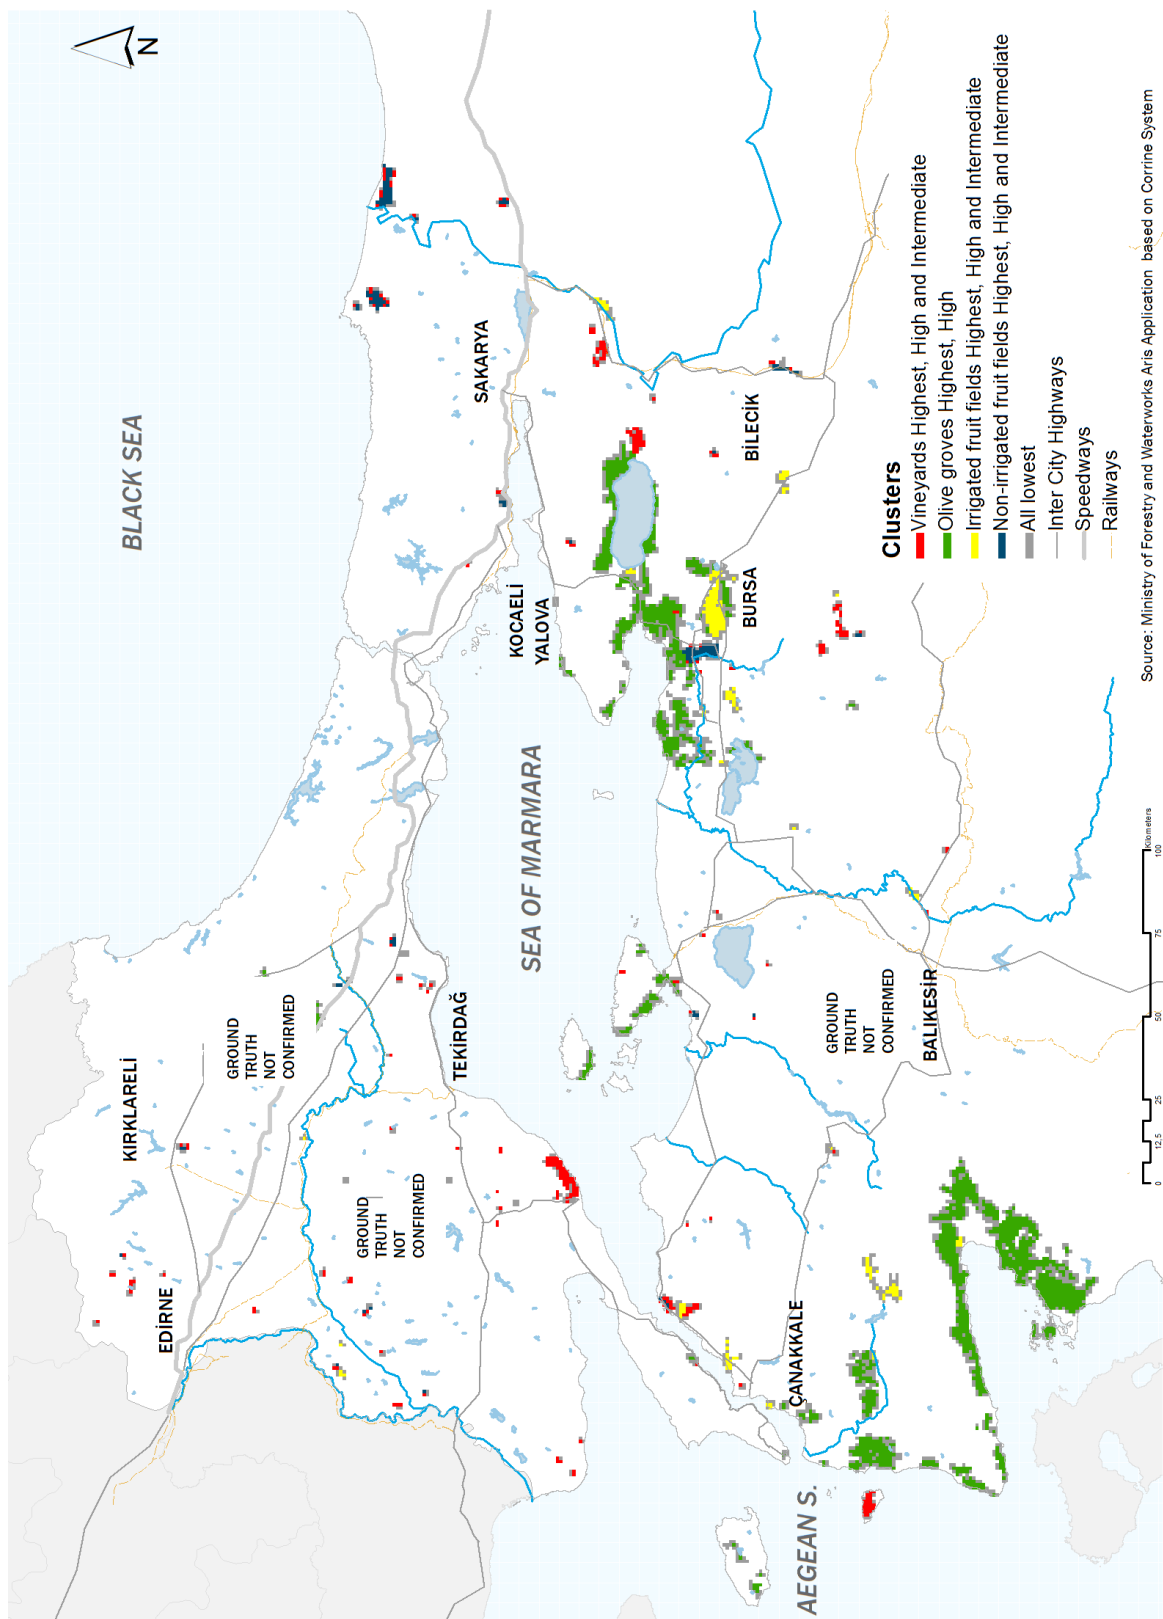 N
BLACK SEA
KIRKLARELİ
EDİRNE
GROUND
TRUTH
NOT
CONFIRMED
GROUND
TRUTH
NOT
CONFIRMED
TEKİRDAĞ
SAKARYA
KOCAELİ
YALOVA
SEA OF MARMARA
BİLECİK
BURSA
GROUND
TRUTH
NOT
CONFIRMED
BALIKESİR
ÇANAKKALE
AEGEAN S.
Clusters
Vineyards Highest, High and Intermediate
Olive groves Highest, High
Irrigated fruit fields Highest, High and Intermediate
Non-irrigated fruit fields Highest, High and Intermediate
All lowest
Inter City Highways
Speedways
Railways
0 12,5 25 50 75 100
Kilometers
Source: Ministry of Forestry and Waterworks Aris Application based on Corrine System